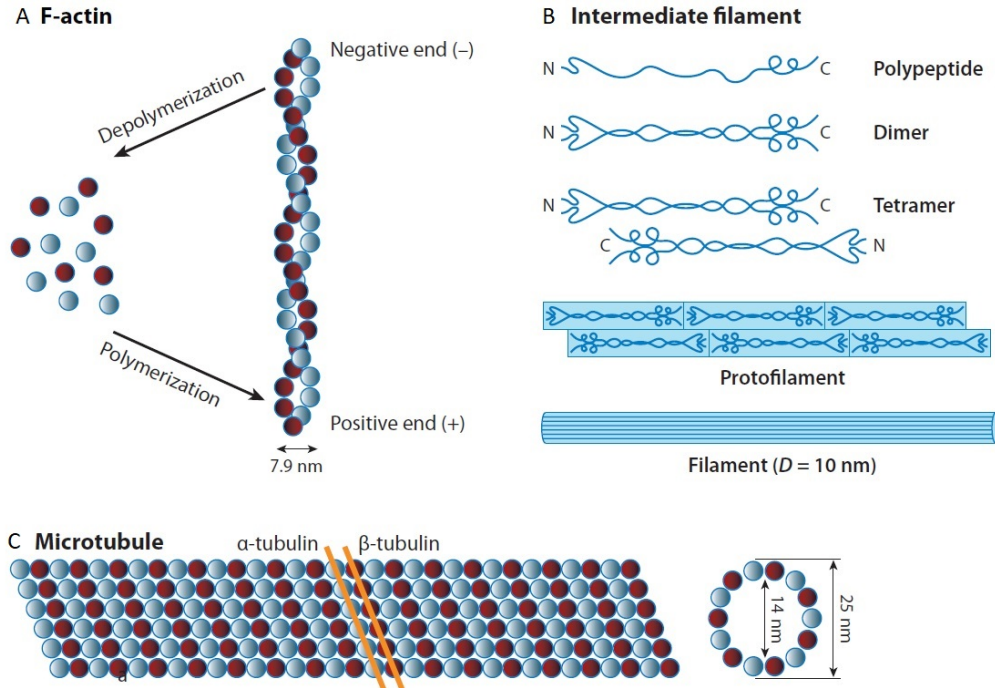 A F-actin
Negative end (–)
Depolymerization
Polymerization
Positive end (+)
7.9 nm
B Intermediate filament
N C Polypeptide
N C Dimer
N C Tetramer
C N
Protofilament
Filament (D = 10 nm)
C Microtubule
α-tubulin β-tubulin
a
14 nm
25 nm